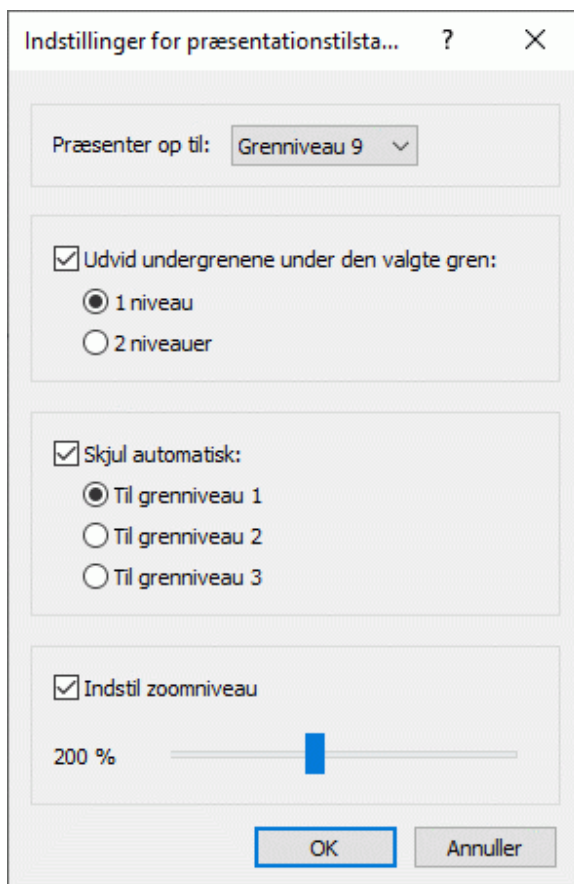 Indstillinger for præsentationstilsta... ?
Præsenter op til: Grenniveau 9
Udvid undergrenene under den valgte gren:
1 niveau
2 niveauer
Skjul automatisk:
Til grenniveau 1
Til grenniveau 2
Til grenniveau 3
Indstil zoomniveau
200 %
OK Annuller